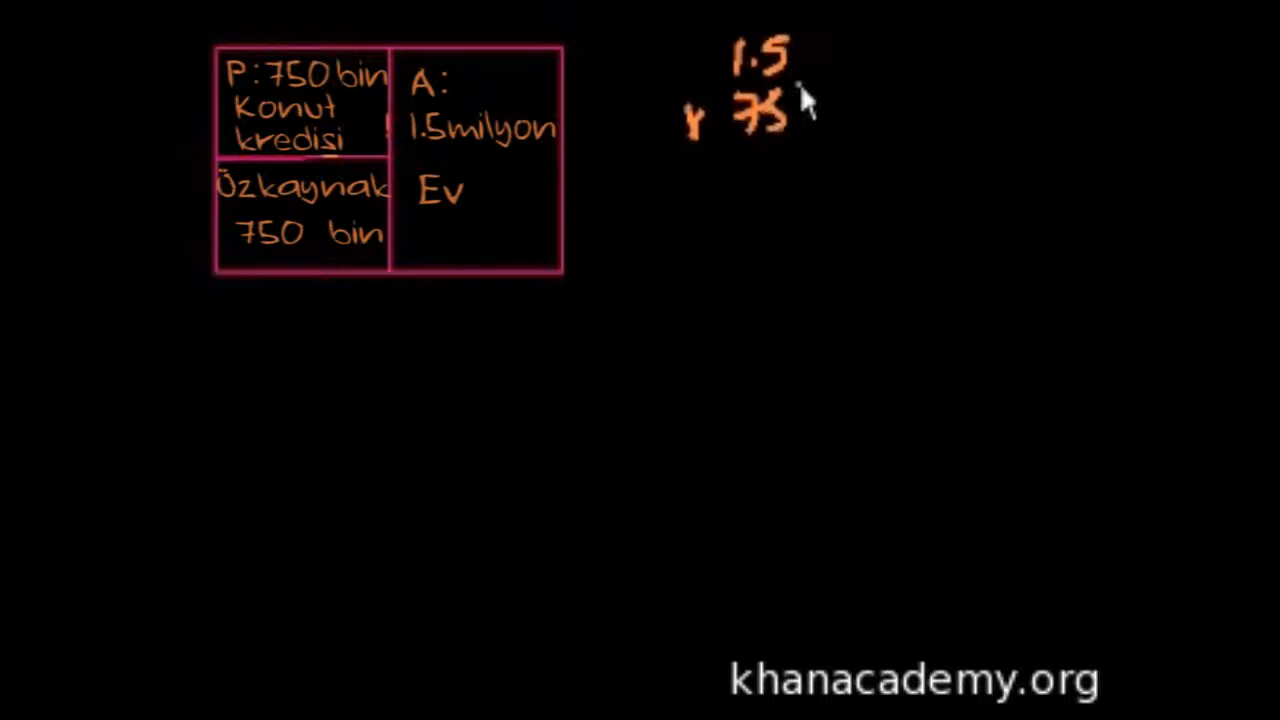 P:750 bin
Konut
kredisi
Özkaynak
750 bin
A:
1.5milyon
Ev
1.5
75
khanacademy.org